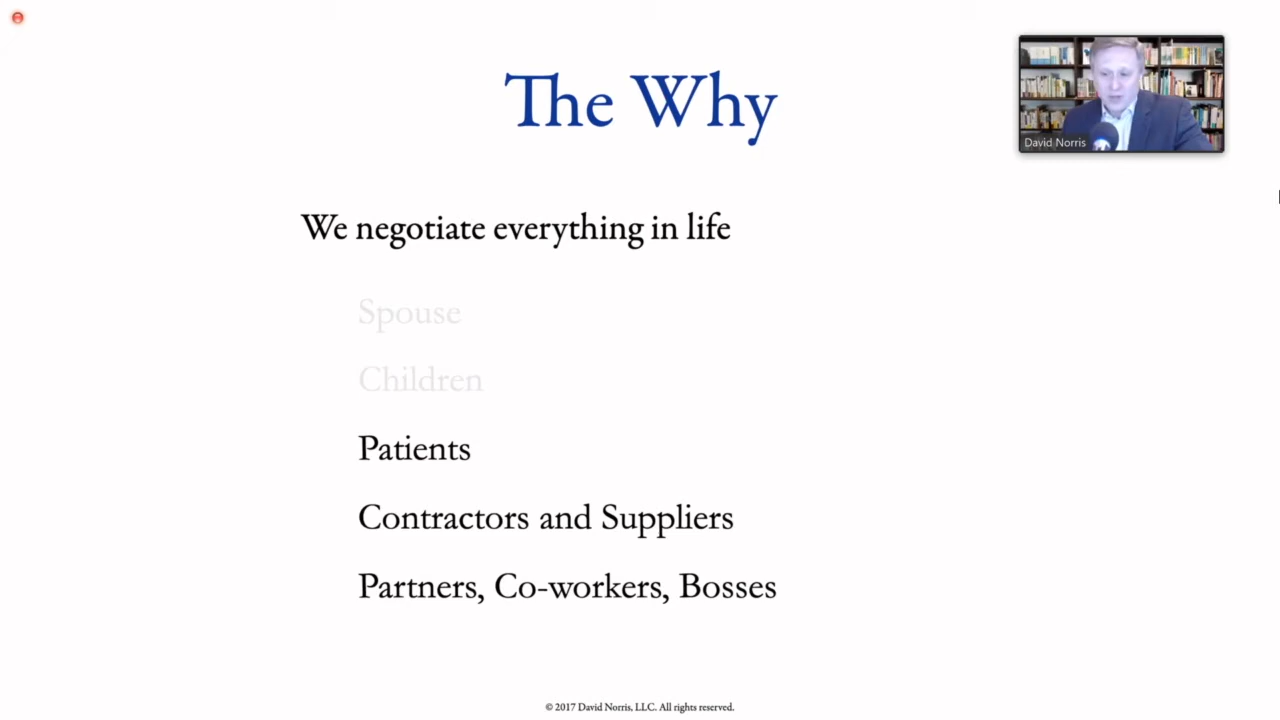 The Why
David Norris
We negotiate everything in life
Spouse
Children
Patients
Contractors and Suppliers
Partners, Co-workers, Bosses
© 2017 David Norris, LLC. All rights reserved.